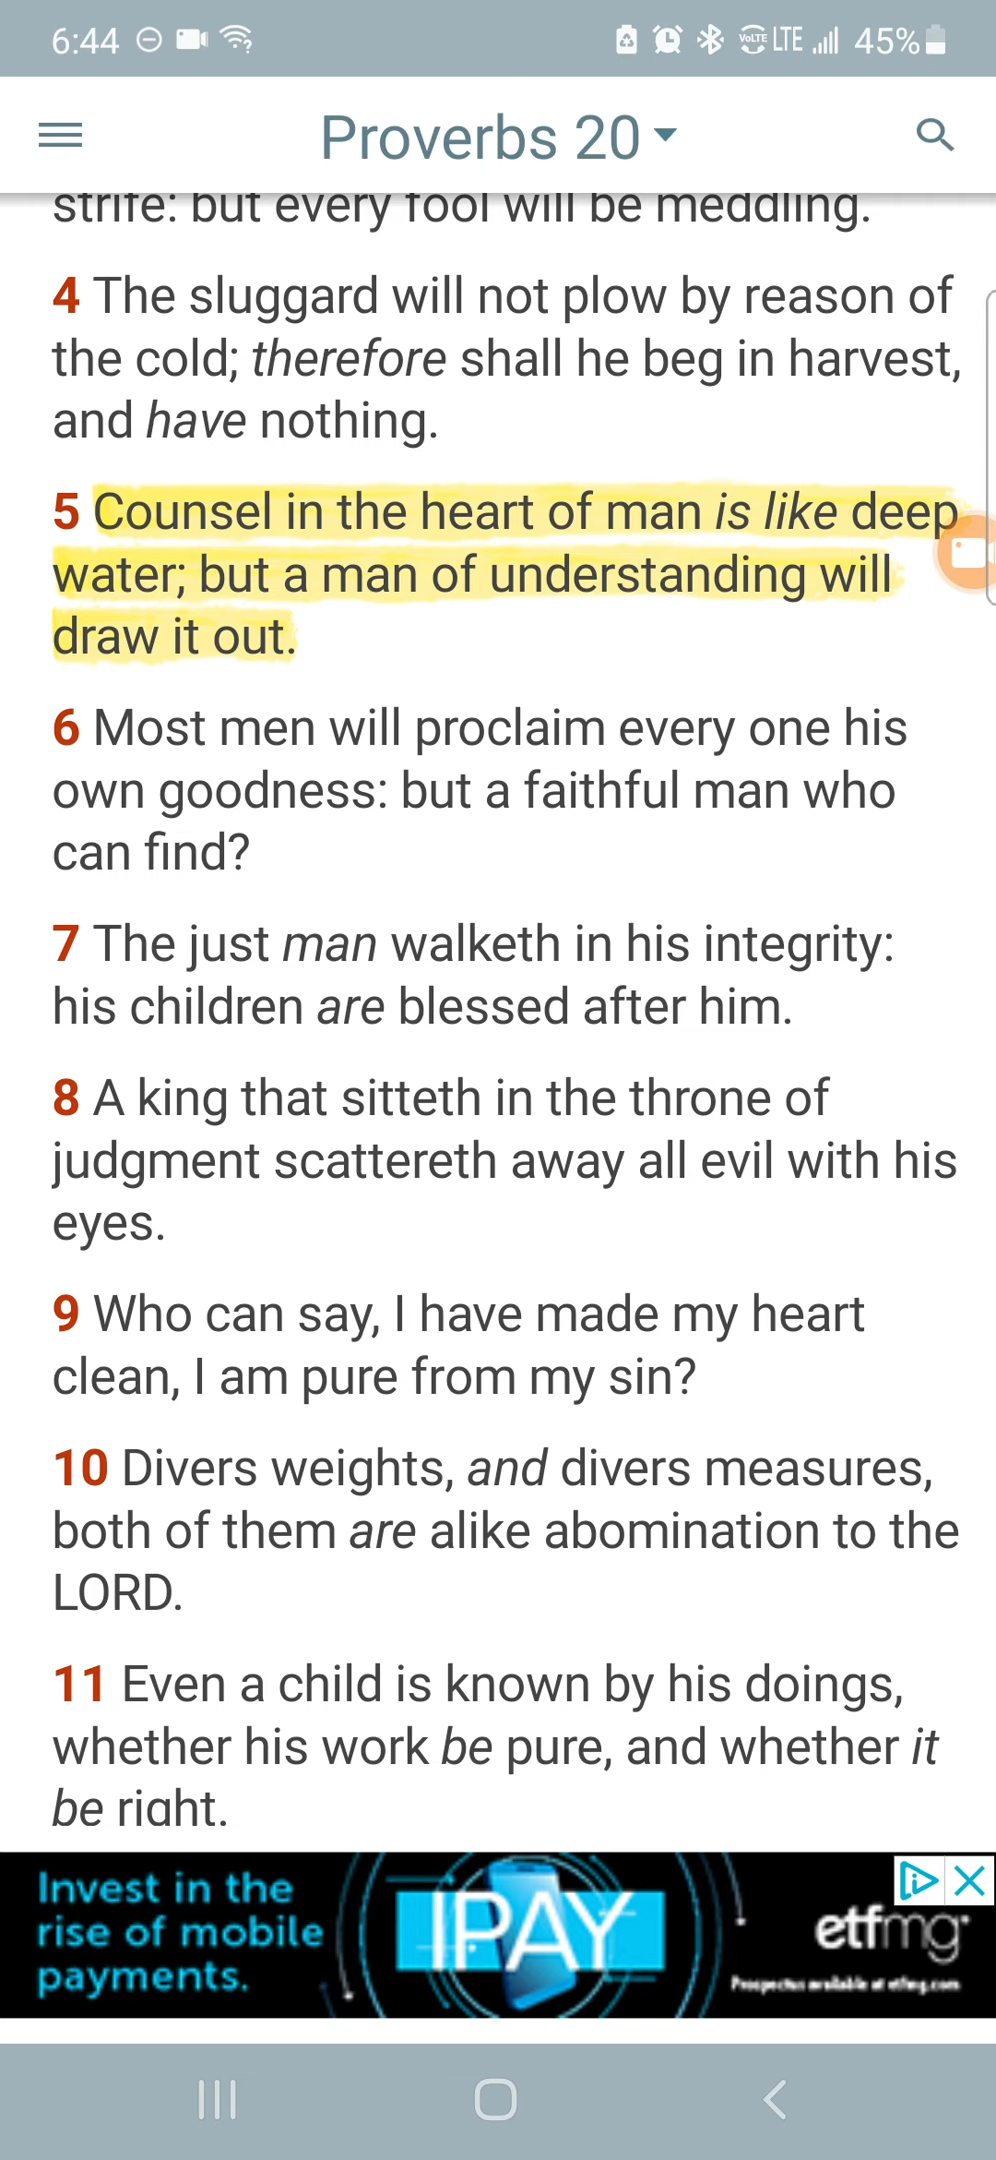 6:44 VoLTE LTE 45%
Proverbs 20
strife: but every fool will be meddling.
4 The sluggard will not plow by reason of
the cold; therefore shall he beg in harvest,
and have nothing.
5 Counsel in the heart of man is like deep
water; but a man of understanding will
draw it out.
6 Most men will proclaim every one his
own goodness: but a faithful man who
can find?
7 The just man walketh in his integrity:
his children are blessed after him.
8 A king that sitteth in the throne of
judgment scattereth away all evil with his
eyes.
9 Who can say, I have made my heart
clean, I am pure from my sin?
10 Divers weights, and divers measures,
both of them are alike abomination to the
LORD.
11 Even a child is known by his doings,
whether his work be pure, and whether it
be right.
Invest in the
rise of mobile
payments.
IPAY
etfmg
Prospectus available at etfmg.com